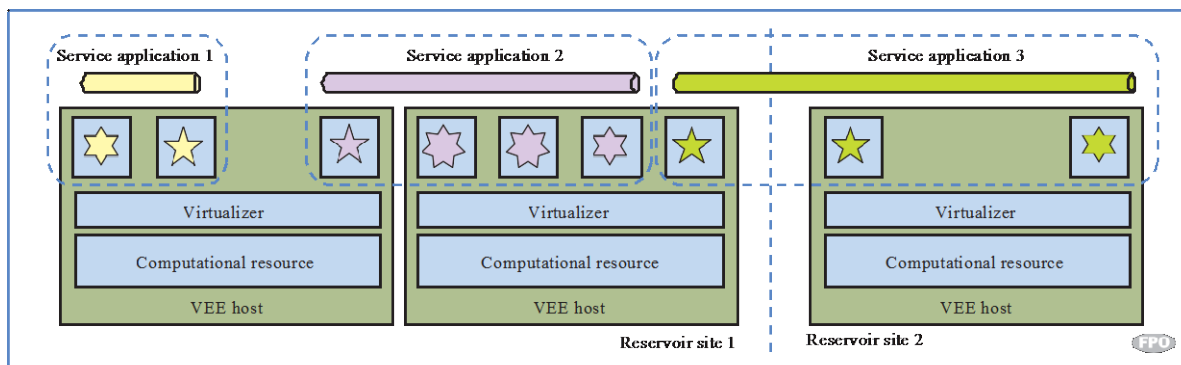 Service application 1
Service application 2
Service application 3
Virtualizer
Virtualizer
Virtualizer
Computational resource
Computational resource
Computational resource
VEE host
VEE host
VEE host
Reservoir site 1
Reservoir site 2
FPO